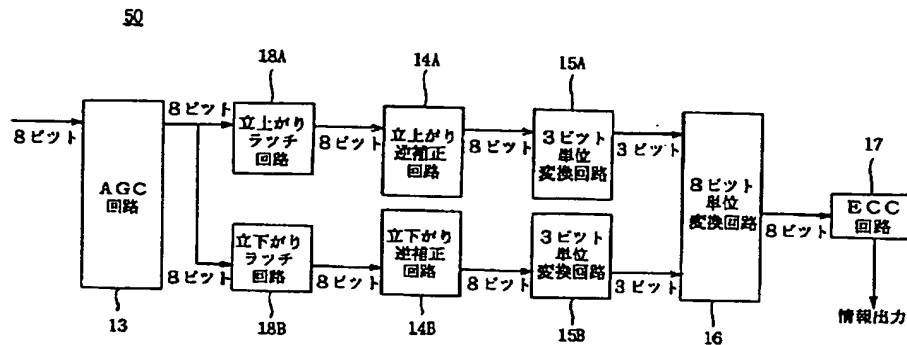 50
18A
14A
15A
8ビット
8ビット
立上がり
ラッチ
回路
8ビット
立上がり
逆補正
回路
8ビット
3ビット
単位
変換回路
3ビット
17
AGC
回路
8ビット
単位
変換回路
8ビット
ECC
回路
8ビット
立下がり
ラッチ
回路
8ビット
立下がり
逆補正
回路
8ビット
3ビット
単位
変換回路
3ビット
13
18B
14B
15B
16
情報出力